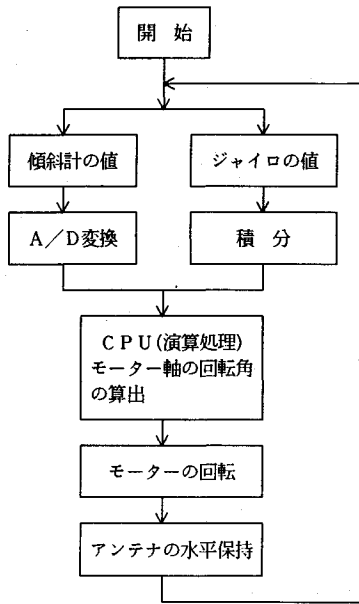 開 始
傾斜計の値
ジャイロの値
A/D変換
積 分
CPU(演算処理)
モーター軸の回転角
の算出
モーターの回転
アンテナの水平保持